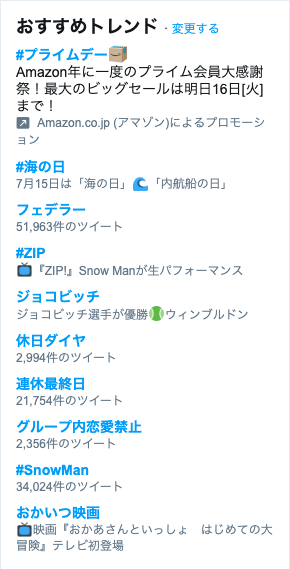 おすすめトレンド · 変更する
#プライムデー
Amazon年に一度のプライム会員大感謝
祭！最大のビッグセールは明日16日[火]
まで！
Amazon.co.jp (アマゾン)によるプロモー
ション
#海の日
7月15日は「海の日」🌊「内航船の日」
フェデラー
51,963件のツイート
#ZIP
📺『ZIP!』Snow Manが生パフォーマンス
ジョコビッチ
ジョコビッチ選手が優勝🎾ウィンブルドン
休日ダイヤ
2,994件のツイート
連休最終日
21,754件のツイート
グループ内恋愛禁止
2,356件のツイート
#SnowMan
34,024件のツイート
おかいつ映画
📺映画『おかあさんといっしょ　はじめての大
冒険』テレビ初登場